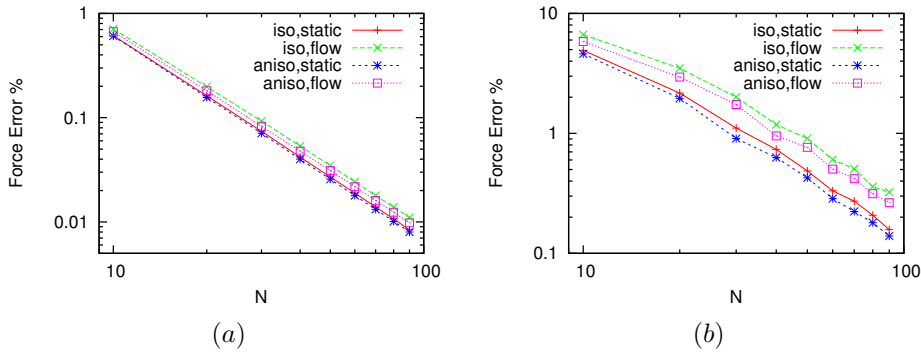 1
0.1
0.01
Force Error %
10
100
N
iso,static
iso,flow
aniso,static
aniso,flow
(a)
10
1
0.1
Force Error %
10
100
N
iso,static
iso,flow
aniso,static
aniso,flow
(b)